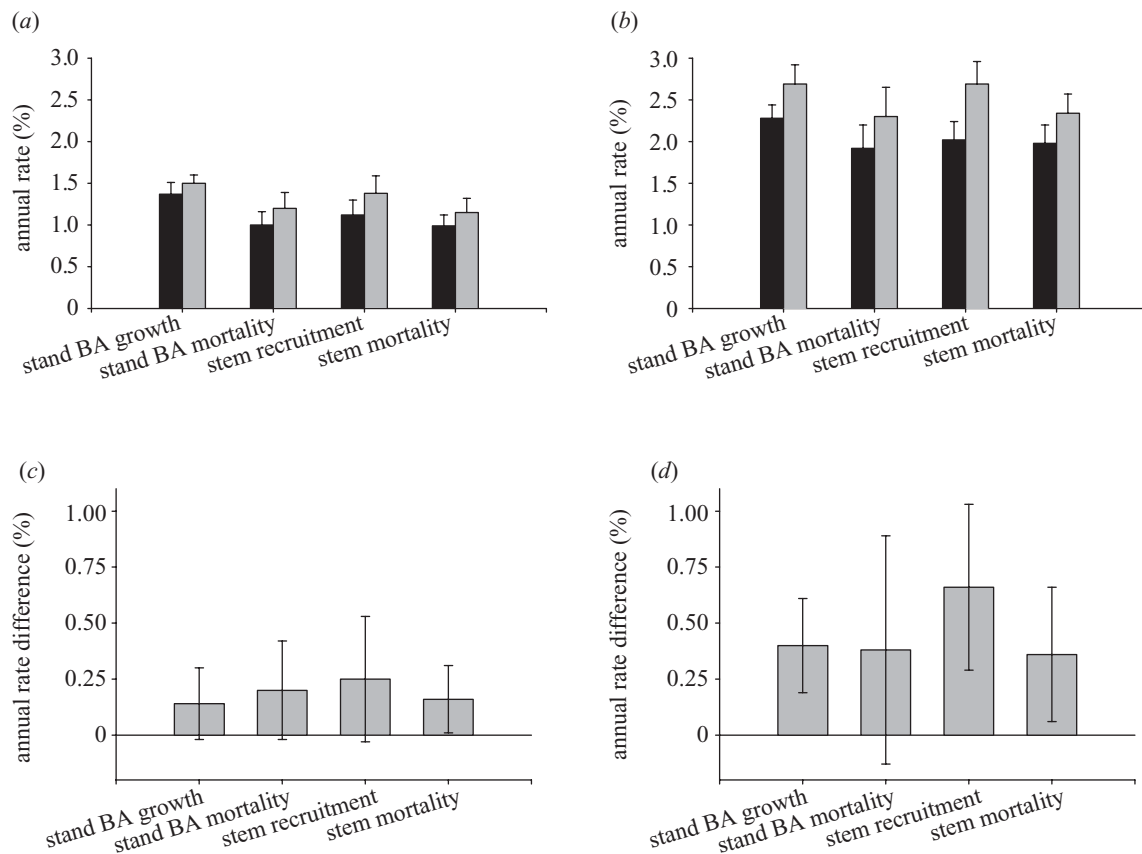 (a)
3.0
2.5
2.0
1.5
1.0
0.5
0
annual rate (%)
stand BA growth
stand BA mortality
stem recruitment
stem mortality
(b)
3.0
2.5
2.0
1.5
1.0
0.5
0
annual rate (%)
stand BA growth
stand BA mortality
stem recruitment
stem mortality
(c)
1.00
0.75
0.50
0.25
0
annual rate difference (%)
stand BA growth
stand BA mortality
stem recruitment
stem mortality
(d)
1.00
0.75
0.50
0.25
0
annual rate difference (%)
stand BA growth
stand BA mortality
stem recruitment
stem mortality